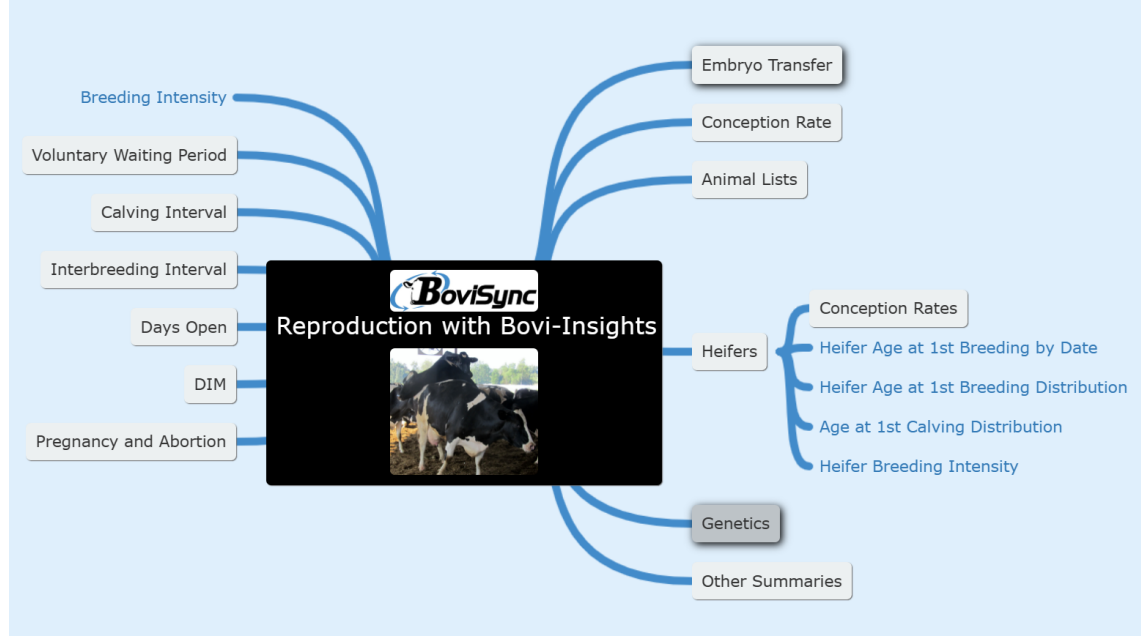 Breeding Intensity
Voluntary Waiting Period
Calving Interval
Interbreeding Interval
Days Open
DIM
Pregnancy and Abortion
BoviSync
Reproduction with Bovi-Insights
Embryo Transfer
Conception Rate
Animal Lists
Heifers
Conception Rates
Heifer Age at 1st Breeding by Date
Heifer Age at 1st Breeding Distribution
Age at 1st Calving Distribution
Heifer Breeding Intensity
Genetics
Other Summaries